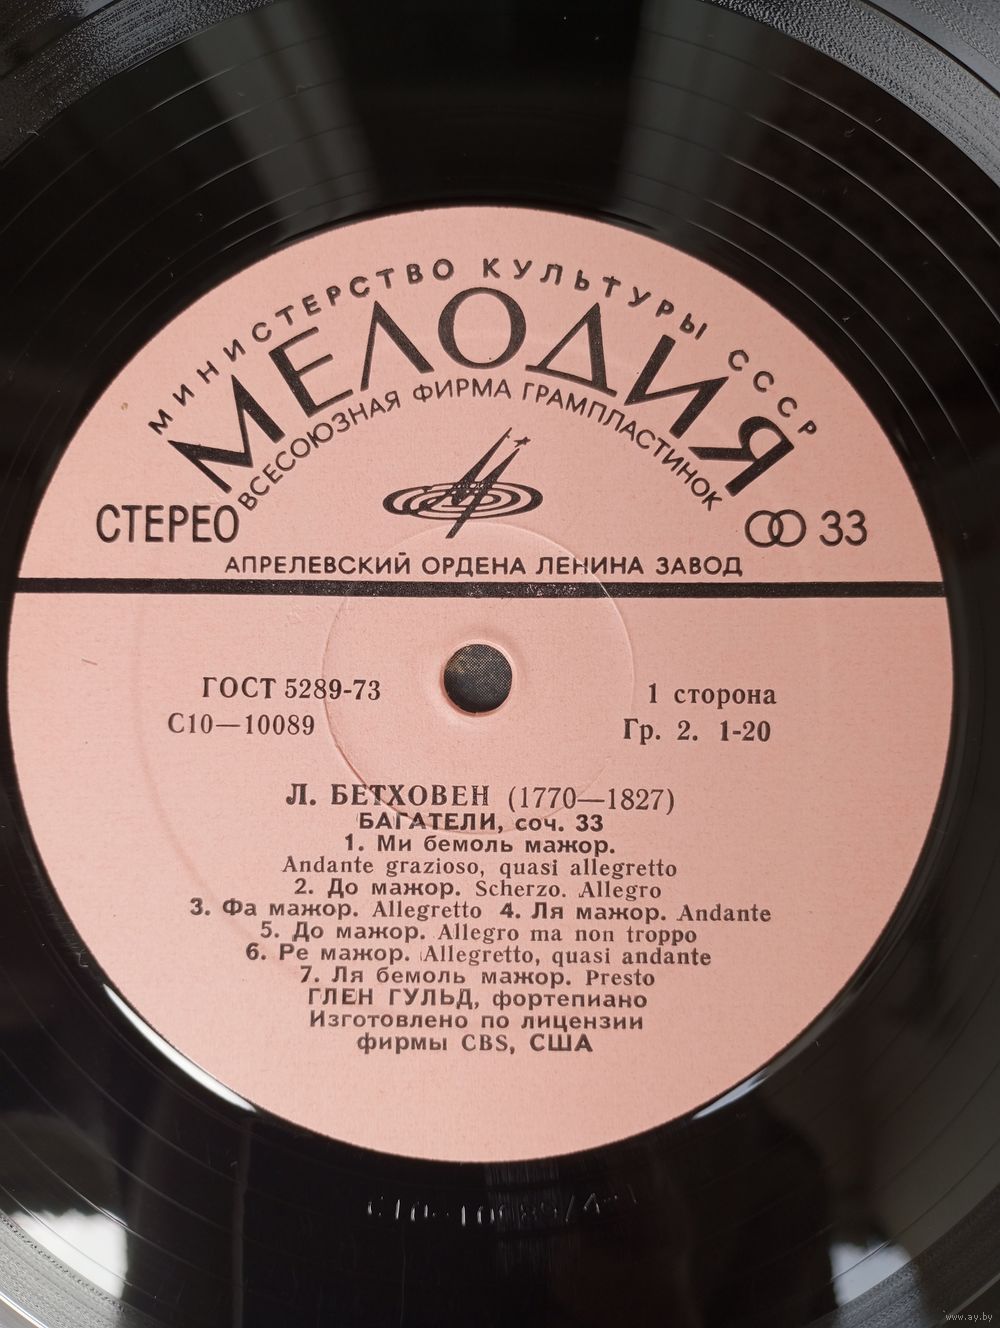 МИНИСТЕРСТВО КУЛЬТУРЫ СССР
МЕЛОДИЯ
ВСЕСОЮЗНАЯ ФИРМА ГРАМПЛАСТИНОК
СТЕРЕО
33
АПРЕЛЕВСКИЙ ОРДЕНА ЛЕНИНА ЗАВОД
ГОСТ 5289-73
1 сторона
С10—10089
Гр. 2. 1-20
Л. БЕТХОВЕН (1770—1827)
БАГАТЕЛИ, соч. 33
1. Ми бемоль мажор.
Andante grazioso, quasi allegretto
2. До мажор. Scherzo. Allegro
3. Фа мажор. Allegretto 4. Ля мажор. Andante
5. До мажор. Allegro ma non troppo
6. Ре мажор. Allegretto, quasi andante
7. Ля бемоль мажор. Presto
ГЛЕН ГУЛЬД, фортепиано
Изготовлено по лицензии
фирмы CBS, США
www.ay.by